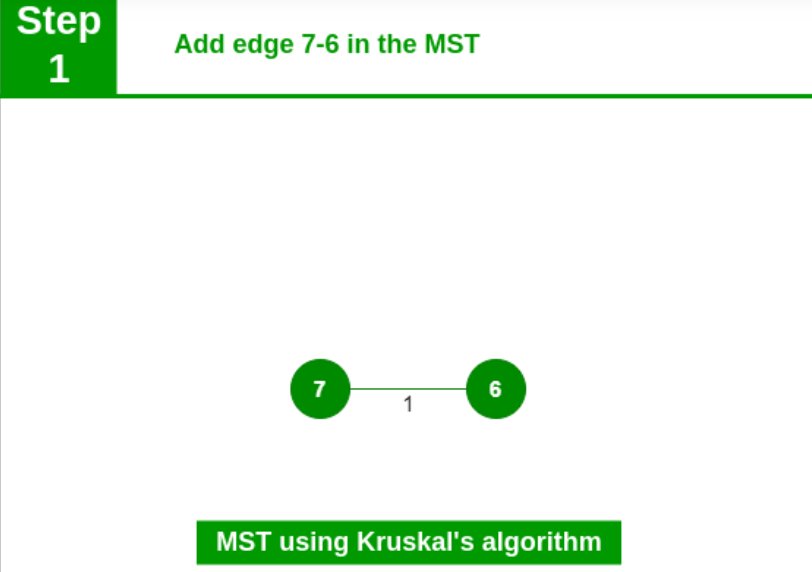 Step
1
Add edge 7-6 in the MST
7
6
1
MST using Kruskal's algorithm